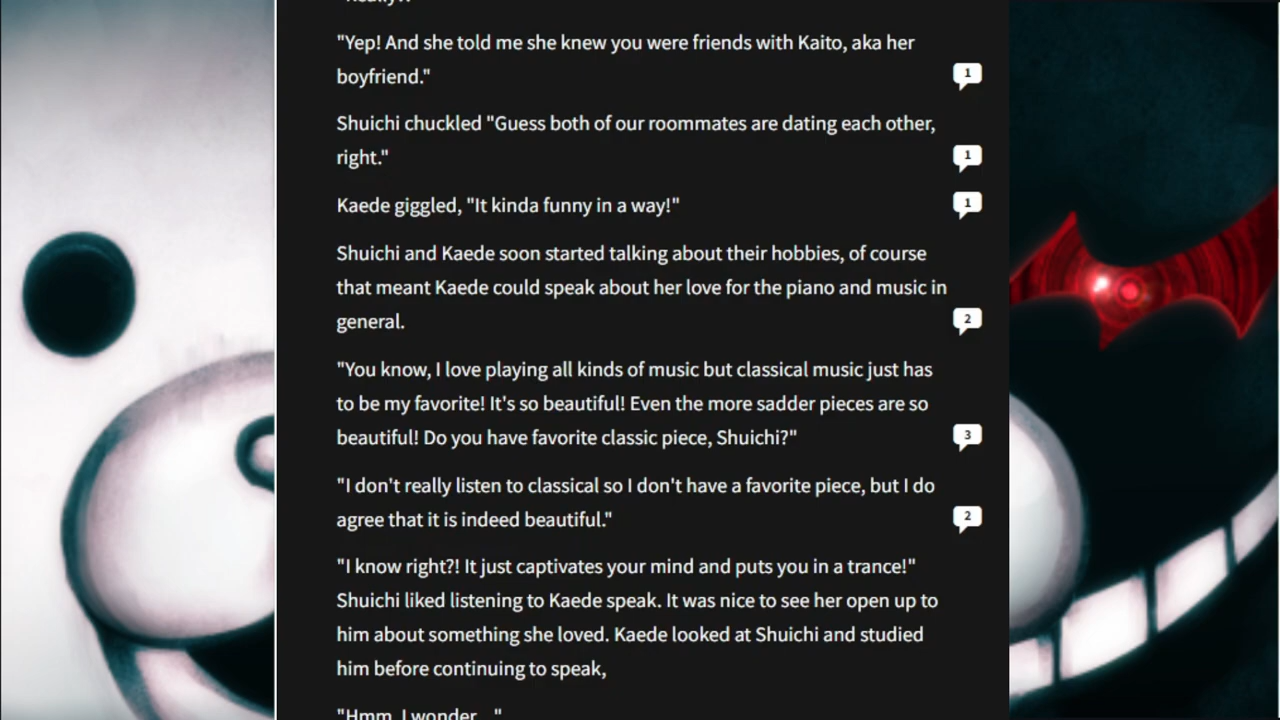 "Yep! And she told me she knew you were friends with Kaito, aka her
boyfriend."
1
Shuichi chuckled "Guess both of our roommates are dating each other,
right."
1
Kaede giggled, "It kinda funny in a way!"
1
Shuichi and Kaede soon started talking about their hobbies, of course
that meant Kaede could speak about her love for the piano and music in
general.
2
"You know, I love playing all kinds of music but classical music just has
to be my favorite! It's so beautiful! Even the more sadder pieces are so
beautiful! Do you have favorite classic piece, Shuichi?"
3
"I don't really listen to classical so I don't have a favorite piece, but I do
agree that it is indeed beautiful."
2
"I know right?! It just captivates your mind and puts you in a trance!"
Shuichi liked listening to Kaede speak. It was nice to see her open up to
him about something she loved. Kaede looked at Shuichi and studied
him before continuing to speak,
"Hmm, I wonder..."